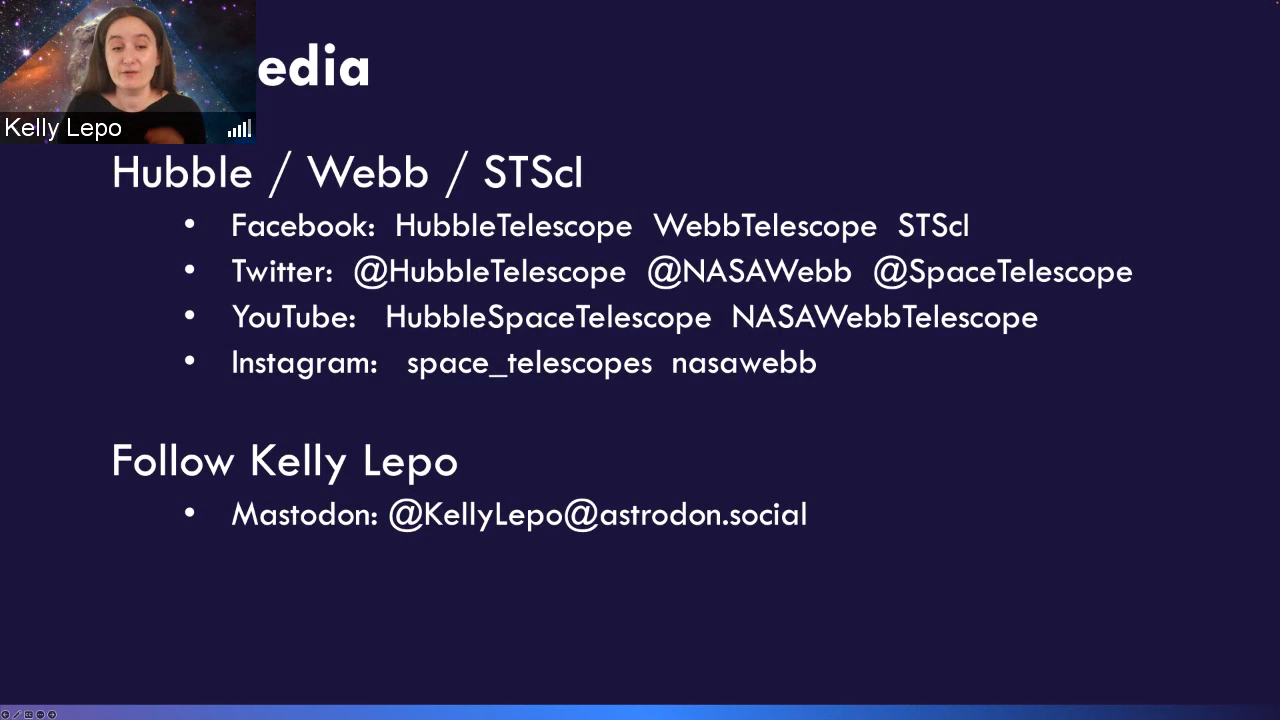 edia
Kelly Lepo
Hubble / Webb / STScI
• Facebook: HubbleTelescope WebbTelescope STScI
• Twitter: @HubbleTelescope @NASAWebb @SpaceTelescope
• YouTube: HubbleSpaceTelescope NASAWebbTelescope
• Instagram: space_telescopes nasawebb
Follow Kelly Lepo
• Mastodon: @KellyLepo@astrodon.social